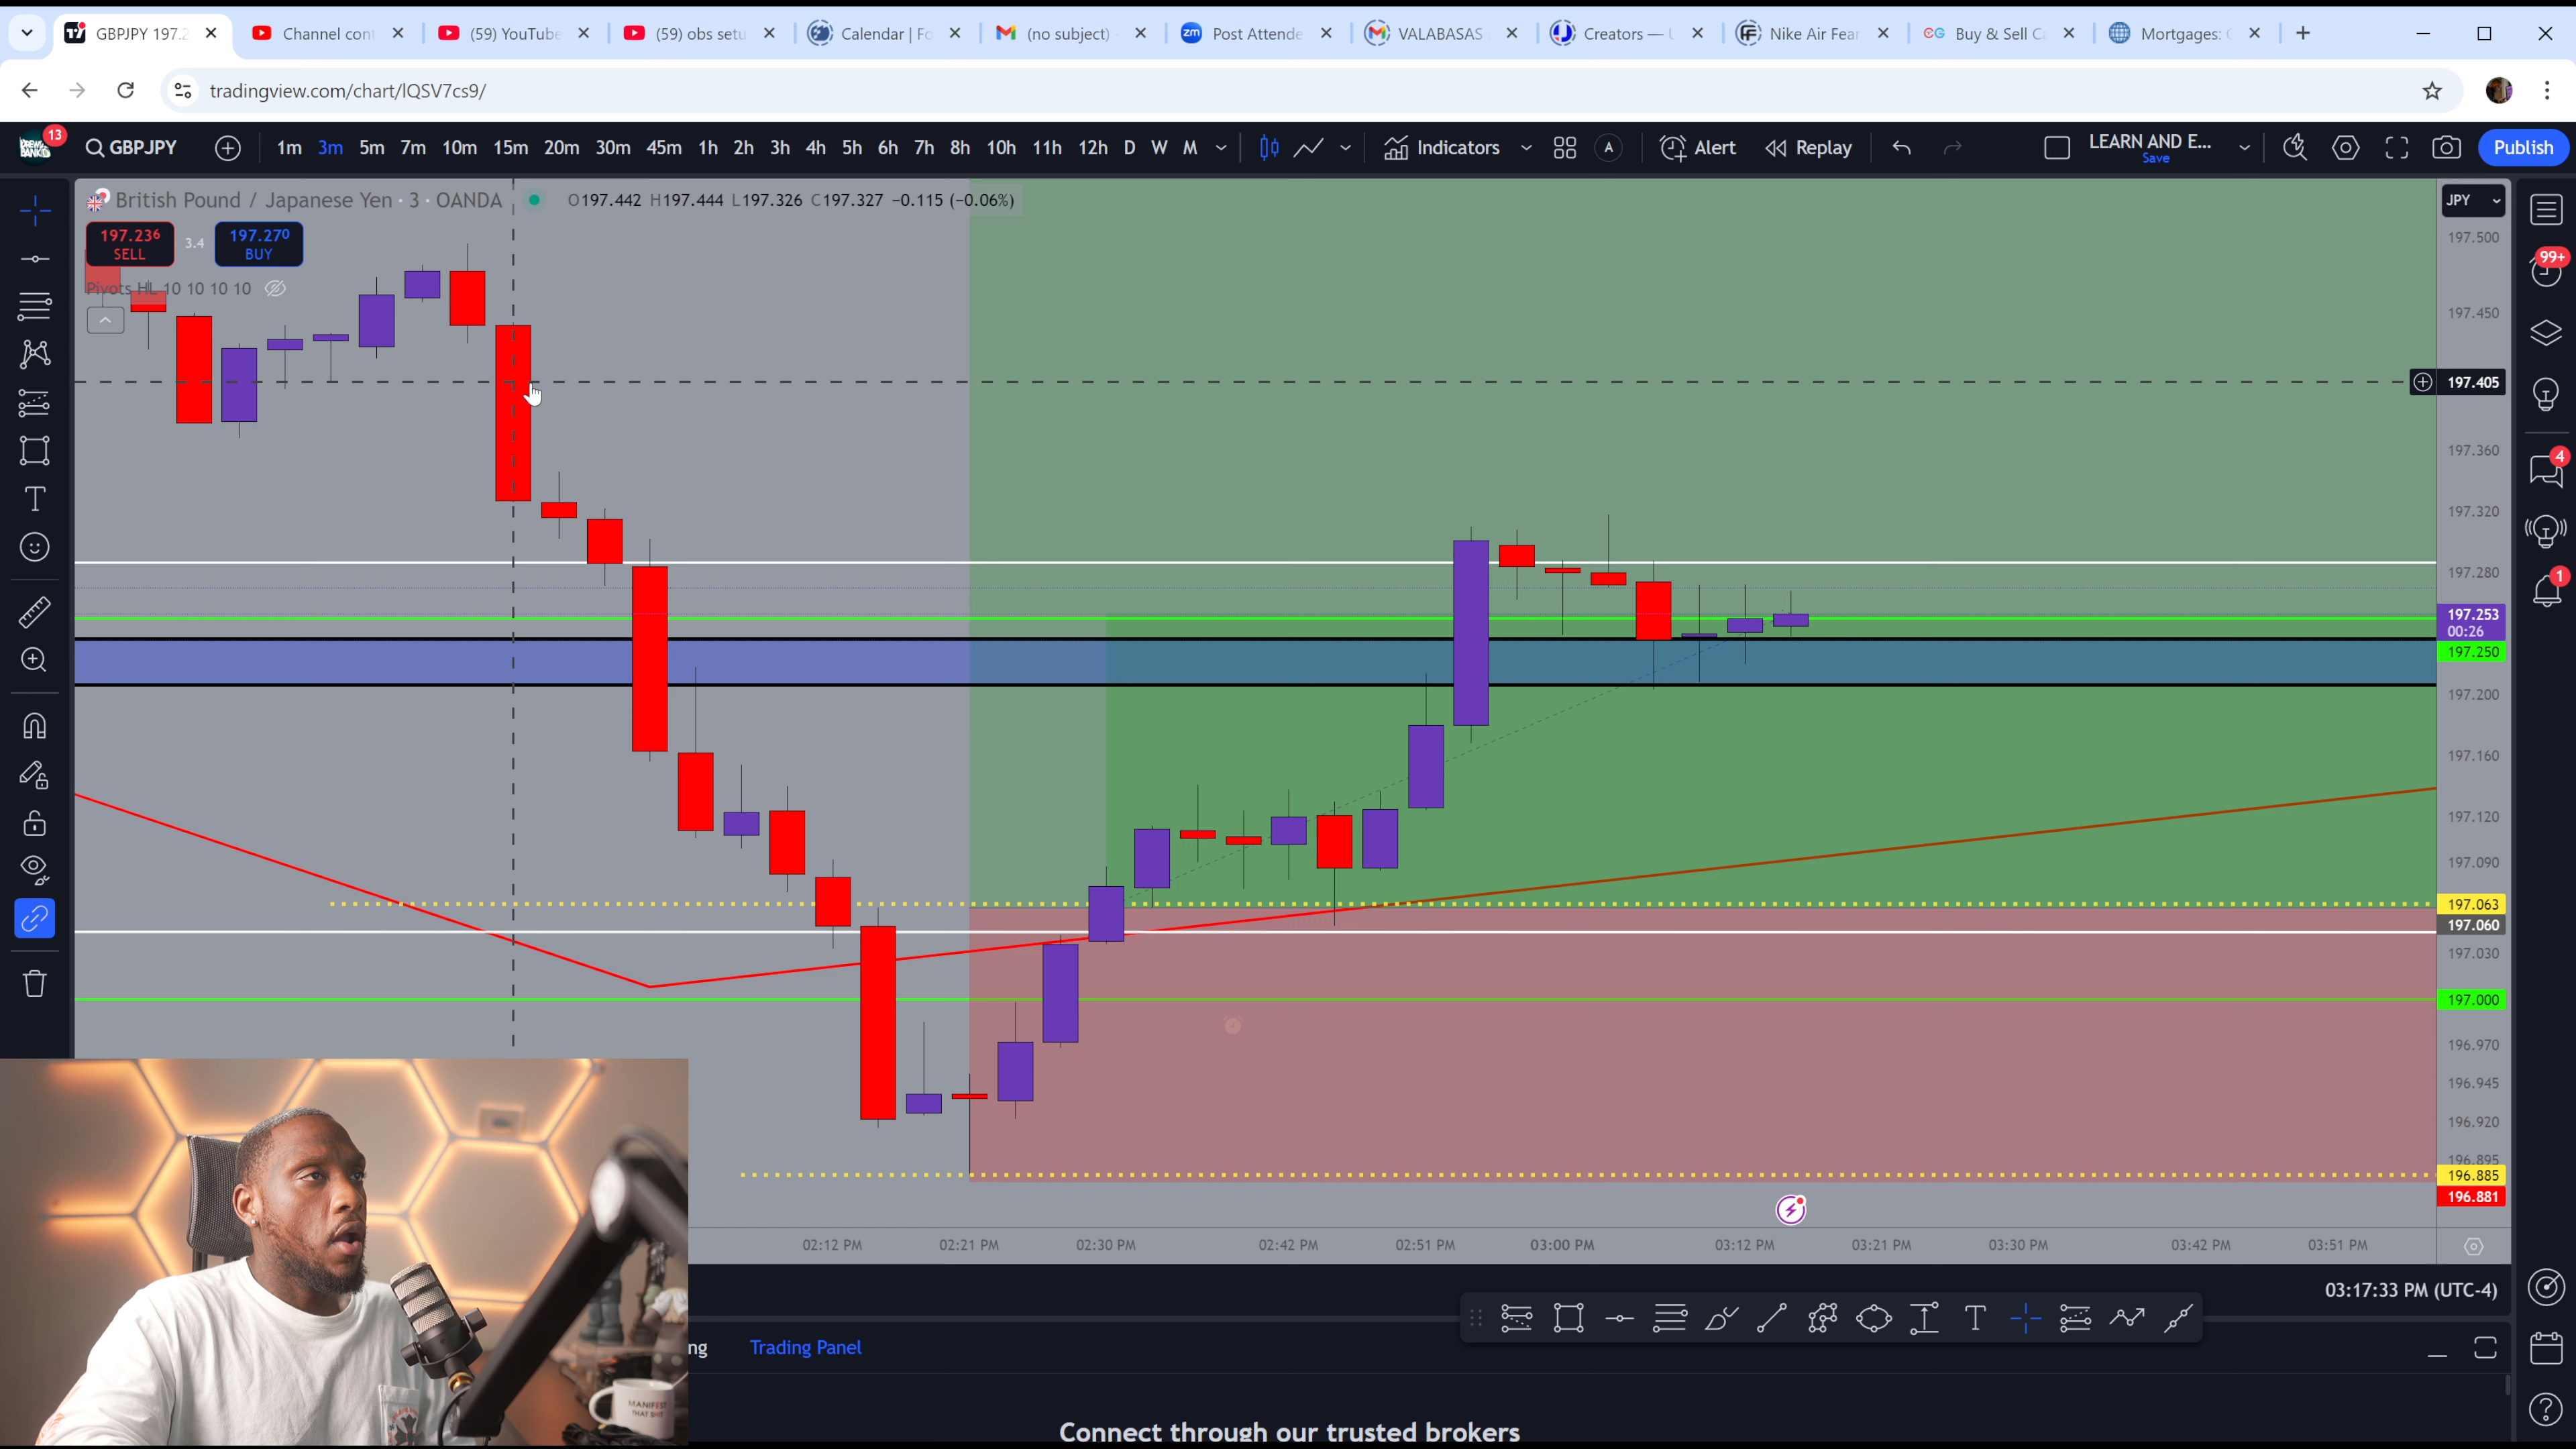 GBPJPY 197.2
Channel cont
(59) YouTube
(59) obs setu
Calendar | Fo
(no subject)
Post Attende
VALABASAS
Creators —
Nike Air Fear
Buy & Sell C
Mortgages:
tradingview.com/chart/lQSV7cs9/
13
GBPJPY
1m 3m 5m 7m 10m 15m 20m 30m 45m 1h 2h 3h 4h 5h 6h 7h 8h 10h 11h 12h D W M
Indicators
A
Alert
Replay
LEARN AND E...
Save
Publish
British Pound / Japanese Yen · 3 · OANDA
O197.442 H197.444 L197.326 C197.327 −0.115 (−0.06%)
JPY
197.236
SELL
3.4
197.270
BUY
Pivots HL 10 10 10 10
197.500
197.450
197.405
197.360
197.320
197.280
197.253
00:26
197.250
197.200
197.160
197.120
197.090
197.063
197.060
197.030
197.000
196.970
196.945
196.920
196.895
196.885
196.881
99+
4
1
02:12 PM 02:21 PM 02:30 PM 02:42 PM 02:51 PM 03:00 PM 03:12 PM 03:21 PM 03:30 PM 03:42 PM 03:51 PM
03:17:33 PM (UTC-4)
ng
Trading Panel
MANIFEST
THAT SHIT
Connect through our trusted brokers